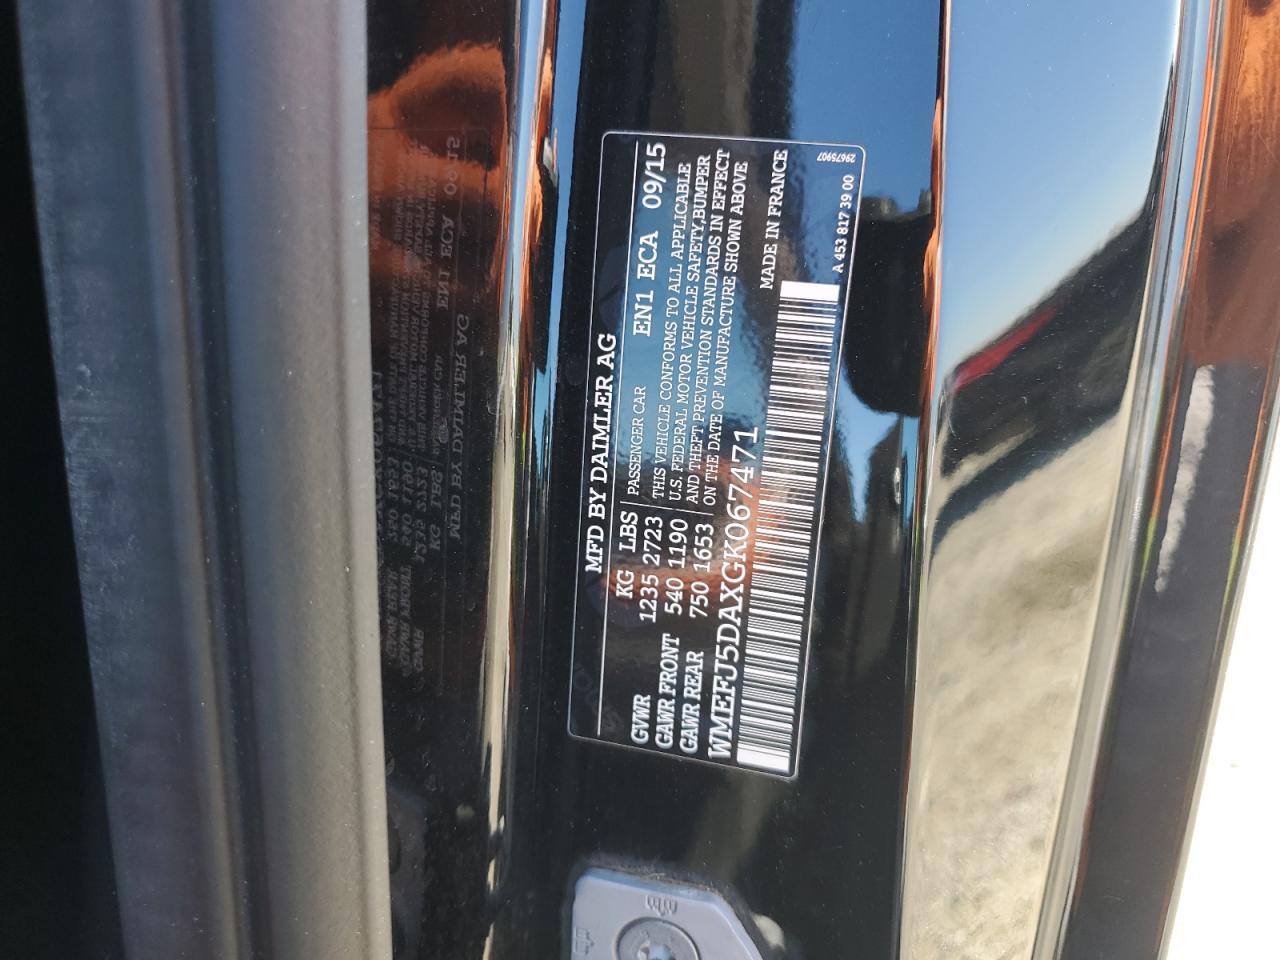 MFD BY DAIMLER AG
KG LBS PASSENGER CAR EN1 ECA 09/15
GVWR 1235 2723 THIS VEHICLE CONFORMS TO ALL APPLICABLE
GAWR FRONT 540 1190 U.S. FEDERAL MOTOR VEHICLE SAFETY,BUMPER
GAWR REAR 750 1653 AND THEFT PREVENTION STANDARDS IN EFFECT
ON THE DATE OF MANUFACTURE SHOWN ABOVE
WMEFJ5DAXGK067471
MADE IN FRANCE
A 453 817 39 00
29675907